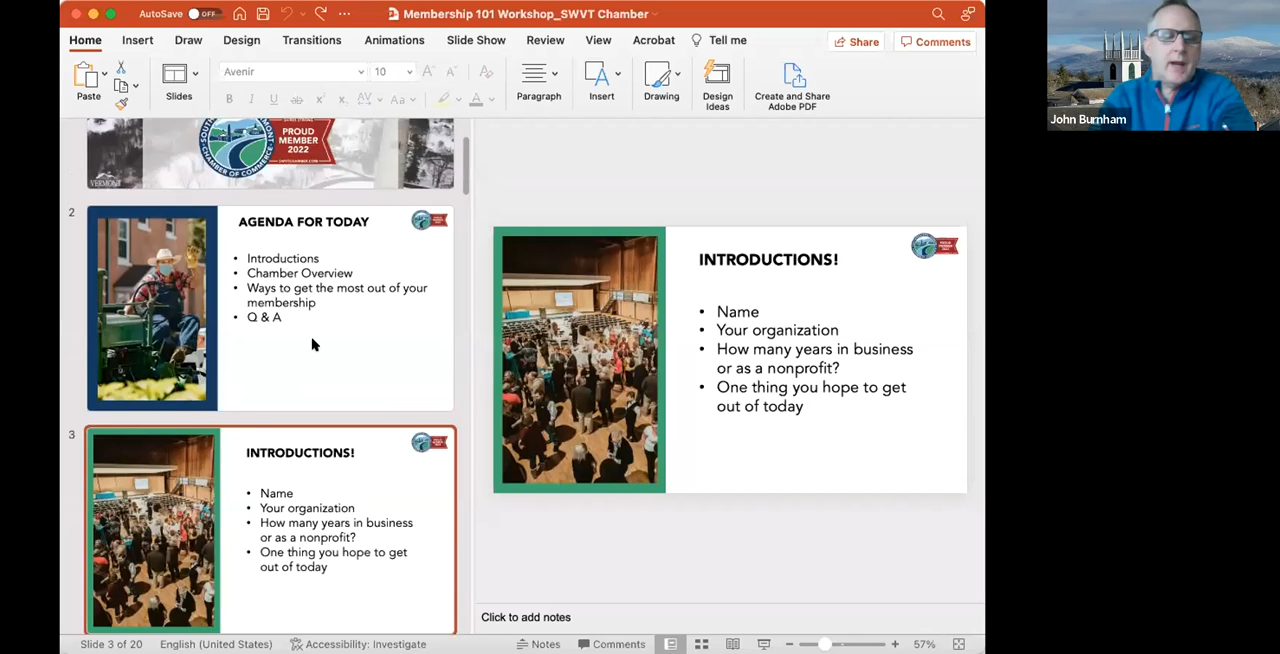 AutoSave OFF
Membership 101 Workshop_SWVT Chamber
Home Insert Draw Design Transitions Animations Slide Show Review View Acrobat Tell me
Share Comments
Paste
Slides
Avenir 10
Paragraph
Insert
Drawing
Design
Ideas
Create and Share
Adobe PDF
PROUD
MEMBER
2022
CHAMBER OF COMMERCE
VERMONT
2
AGENDA FOR TODAY
• Introductions
• Chamber Overview
• Ways to get the most out of your
membership
• Q & A
3
INTRODUCTIONS!
• Name
• Your organization
• How many years in business
or as a nonprofit?
• One thing you hope to get
out of today
INTRODUCTIONS!
• Name
• Your organization
• How many years in business
or as a nonprofit?
• One thing you hope to get
out of today
Click to add notes
Slide 3 of 20 English (United States) Accessibility: Investigate Notes Comments 57%
John Burnham